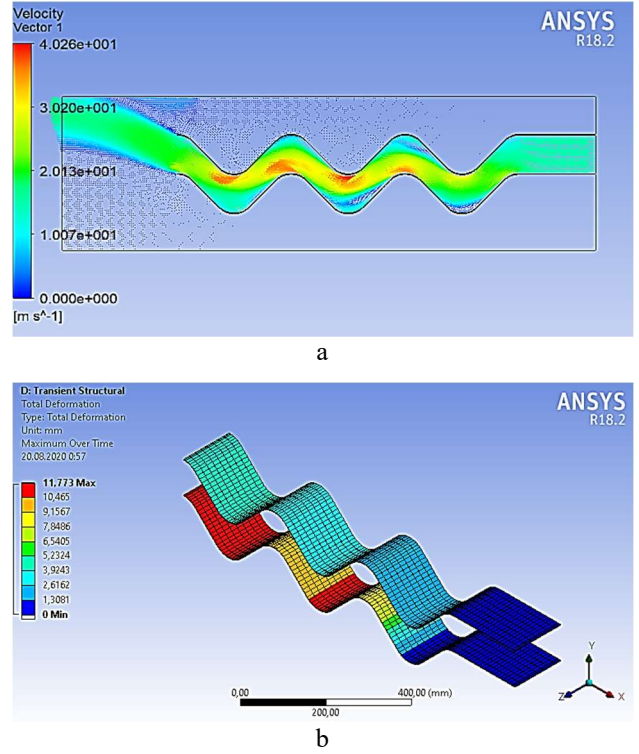 Velocity
Vector 1
ANSYS
R18.2
4.026e+001
3.020e+001
2.013e+001
1.007e+001
0.000e+000
[m s^-1]
a
D: Transient Structural
Total Deformation
Type: Total Deformation
Unit: mm
Maximum Over Time
20.08.2020 0:57
ANSYS
R18.2
11,773 Max
10,465
9,1567
7,8486
6,5405
5,2324
3,9243
2,6162
1,3081
0 Min
Y
Z
X
0,00
400,00 (mm)
200,00
b